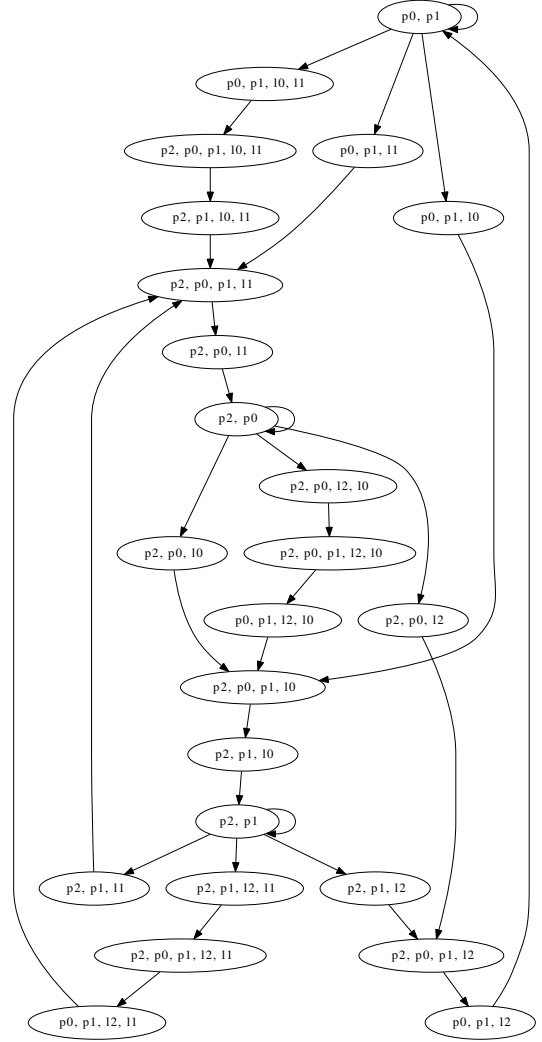 p0, p1
p0, p1, l0, l1
p2, p0, p1, l0, l1
p0, p1, l1
p2, p1, l0, l1
p0, p1, l0
p2, p0, p1, l1
p2, p0, l1
p2, p0
p2, p0, l2, l0
p2, p0, l0
p2, p0, p1, l2, l0
p0, p1, l2, l0
p2, p0, l2
p2, p0, p1, l0
p2, p1, l0
p2, p1
p2, p1, l1
p2, p1, l2, l1
p2, p1, l2
p2, p0, p1, l2, l1
p2, p0, p1, l2
p0, p1, l2, l1
p0, p1, l2